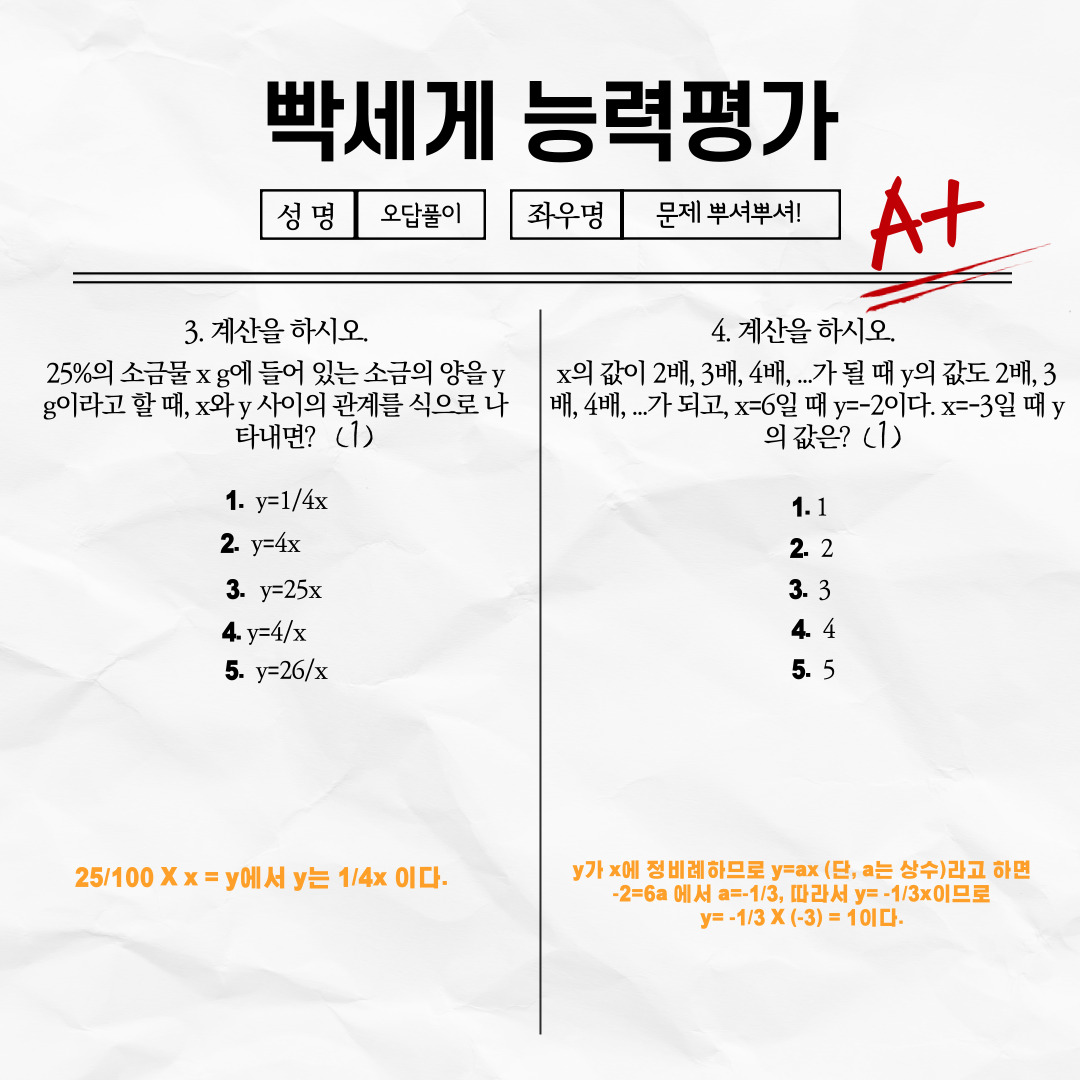 빡세게 능력평가
성 명 오답풀이 좌우명 문제 뿌셔뿌셔!
A+
3. 계산을 하시오.
25%의 소금물 x g에 들어 있는 소금의 양을 y
g이라고 할 때, x와 y 사이의 관계를 식으로 나
타내면? (1)
1. y=1/4x
2. y=4x
3. y=25x
4. y=4/x
5. y=26/x
25/100 X x = y에서 y는 1/4x 이다.
4. 계산을 하시오.
x의 값이 2배, 3배, 4배, ...가 될 때 y의 값도 2배, 3
배, 4배, ...가 되고, x=6일 때 y=-2이다. x=-3일 때 y
의 값은? (1)
1. 1
2. 2
3. 3
4. 4
5. 5
y가 x에 정비례하므로 y=ax (단, a는 상수)라고 하면
-2=6a 에서 a=-1/3, 따라서 y= -1/3x이므로
y= -1/3 X (-3) = 1이다.